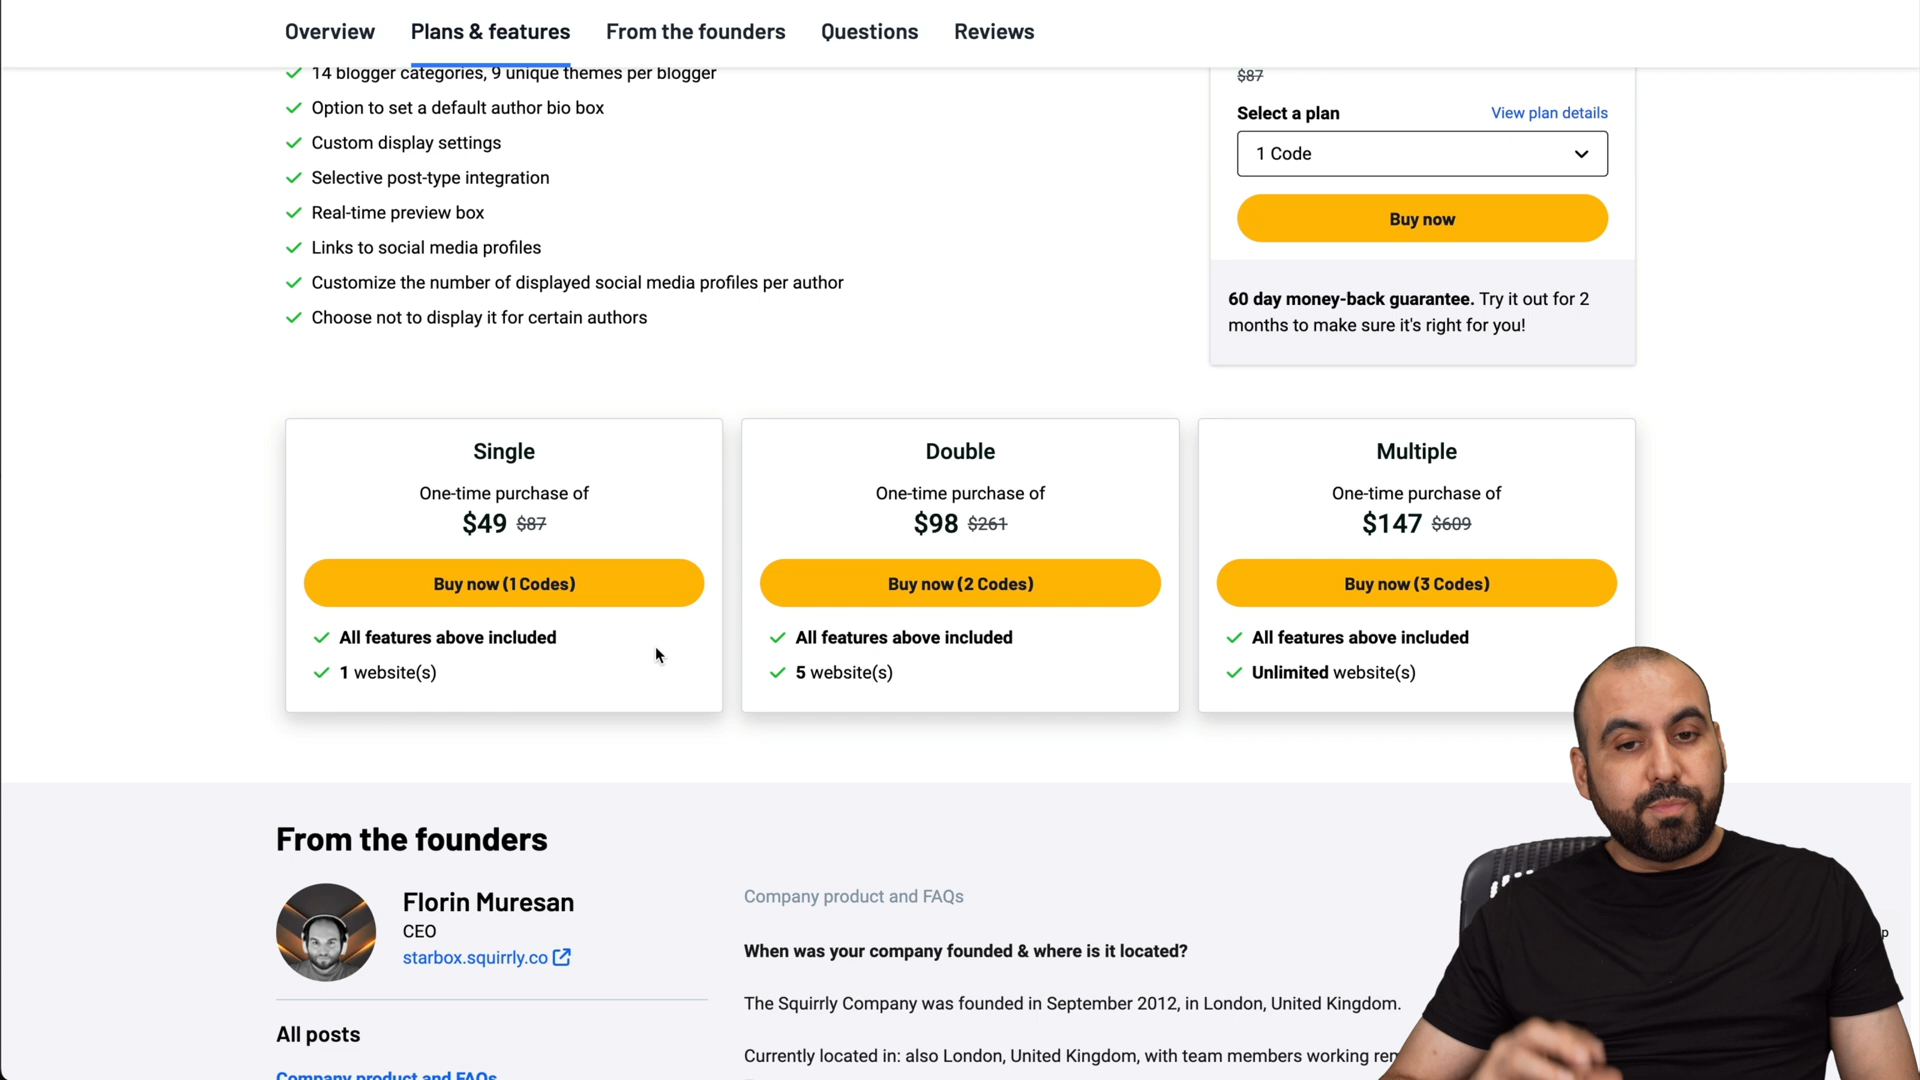 Overview Plans & features From the founders Questions Reviews
14 blogger categories, 9 unique themes per blogger
Option to set a default author bio box
Custom display settings
Selective post-type integration
Real-time preview box
Links to social media profiles
Customize the number of displayed social media profiles per author
Choose not to display it for certain authors
$87
Select a plan View plan details
1 Code
Buy now
60 day money-back guarantee. Try it out for 2
months to make sure it's right for you!
Single
One-time purchase of
$49 $87
Buy now (1 Codes)
All features above included
1 website(s)
Double
One-time purchase of
$98 $261
Buy now (2 Codes)
All features above included
5 website(s)
Multiple
One-time purchase of
$147 $609
Buy now (3 Codes)
All features above included
Unlimited website(s)
From the founders
Florin Muresan
CEO
starbox.squirrly.co
All posts
Company product and FAQs
Company product and FAQs
When was your company founded & where is it located?
The Squirrly Company was founded in September 2012, in London, United Kingdom.
Currently located in: also London, United Kingdom, with team members working